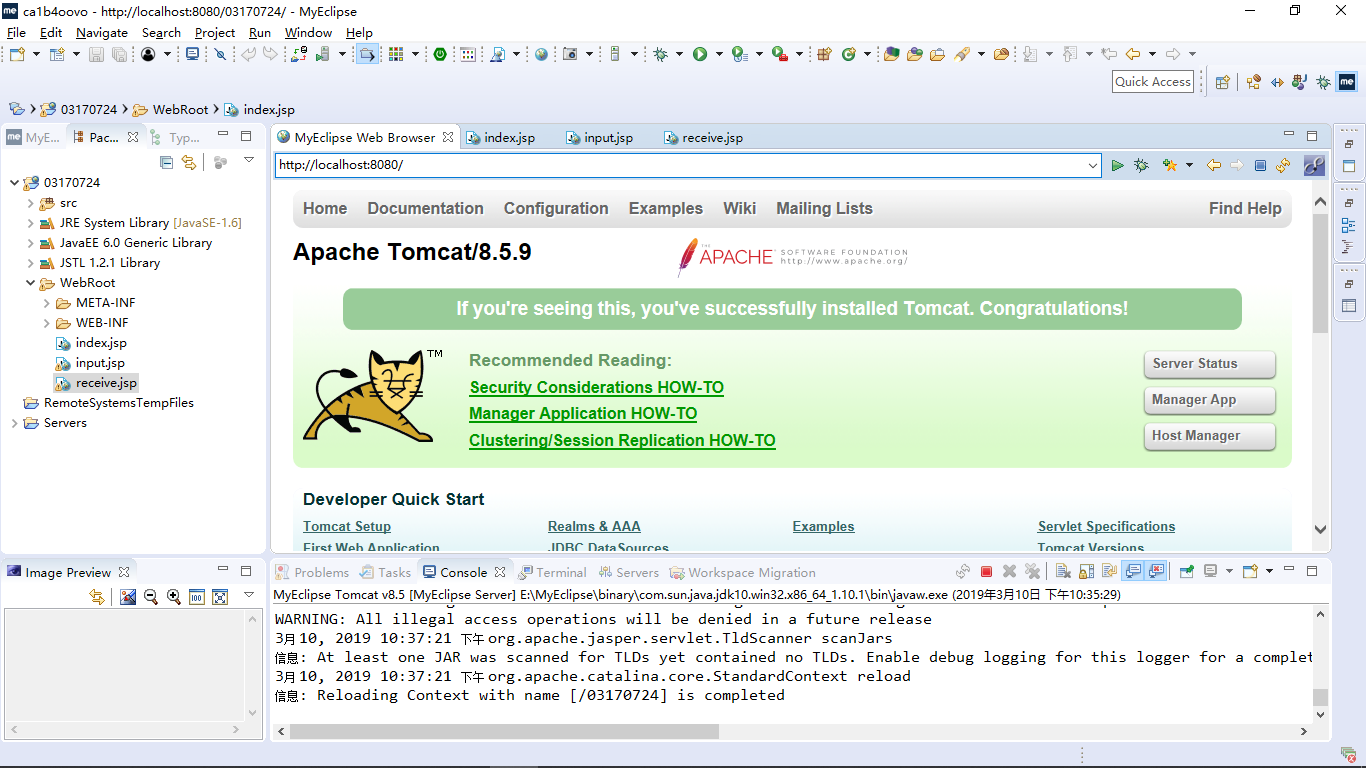 ca1b4oovo - http://localhost:8080/03170724/ - MyEclipse
File Edit Navigate Search Project Run Window Help
Quick Access
03170724 WebRoot index.jsp
MyE... Pac... Typ...
MyEclipse Web Browser index.jsp input.jsp receive.jsp
http://localhost:8080/
03170724
src
JRE System Library [JavaSE-1.6]
JavaEE 6.0 Generic Library
JSTL 1.2.1 Library
WebRoot
META-INF
WEB-INF
index.jsp
input.jsp
receive.jsp
RemoteSystemsTempFiles
Servers
Home Documentation Configuration Examples Wiki Mailing Lists Find Help
Apache Tomcat/8.5.9
THE APACHE SOFTWARE FOUNDATION
http://www.apache.org/
If you're seeing this, you've successfully installed Tomcat. Congratulations!
TM
Recommended Reading:
Security Considerations HOW-TO
Manager Application HOW-TO
Clustering/Session Replication HOW-TO
Server Status
Manager App
Host Manager
Developer Quick Start
Tomcat Setup Realms & AAA Examples Servlet Specifications
First Web Application JDBC DataSources Tomcat Versions
Image Preview
Problems Tasks Console Terminal Servers Workspace Migration
MyEclipse Tomcat v8.5 [MyEclipse Server] E:\MyEclipse\binary\com.sun.java.jdk10.win32.x86_64_1.10.1\bin\javaw.exe (2019年3月10日 下午10:35:29)
WARNING: All illegal access operations will be denied in a future release
3月 10, 2019 10:37:21 下午 org.apache.jasper.servlet.TldScanner scanJars
信息: At least one JAR was scanned for TLDs yet contained no TLDs. Enable debug logging for this logger for a complet
3月 10, 2019 10:37:21 下午 org.apache.catalina.core.StandardContext reload
信息: Reloading Context with name [/03170724] is completed